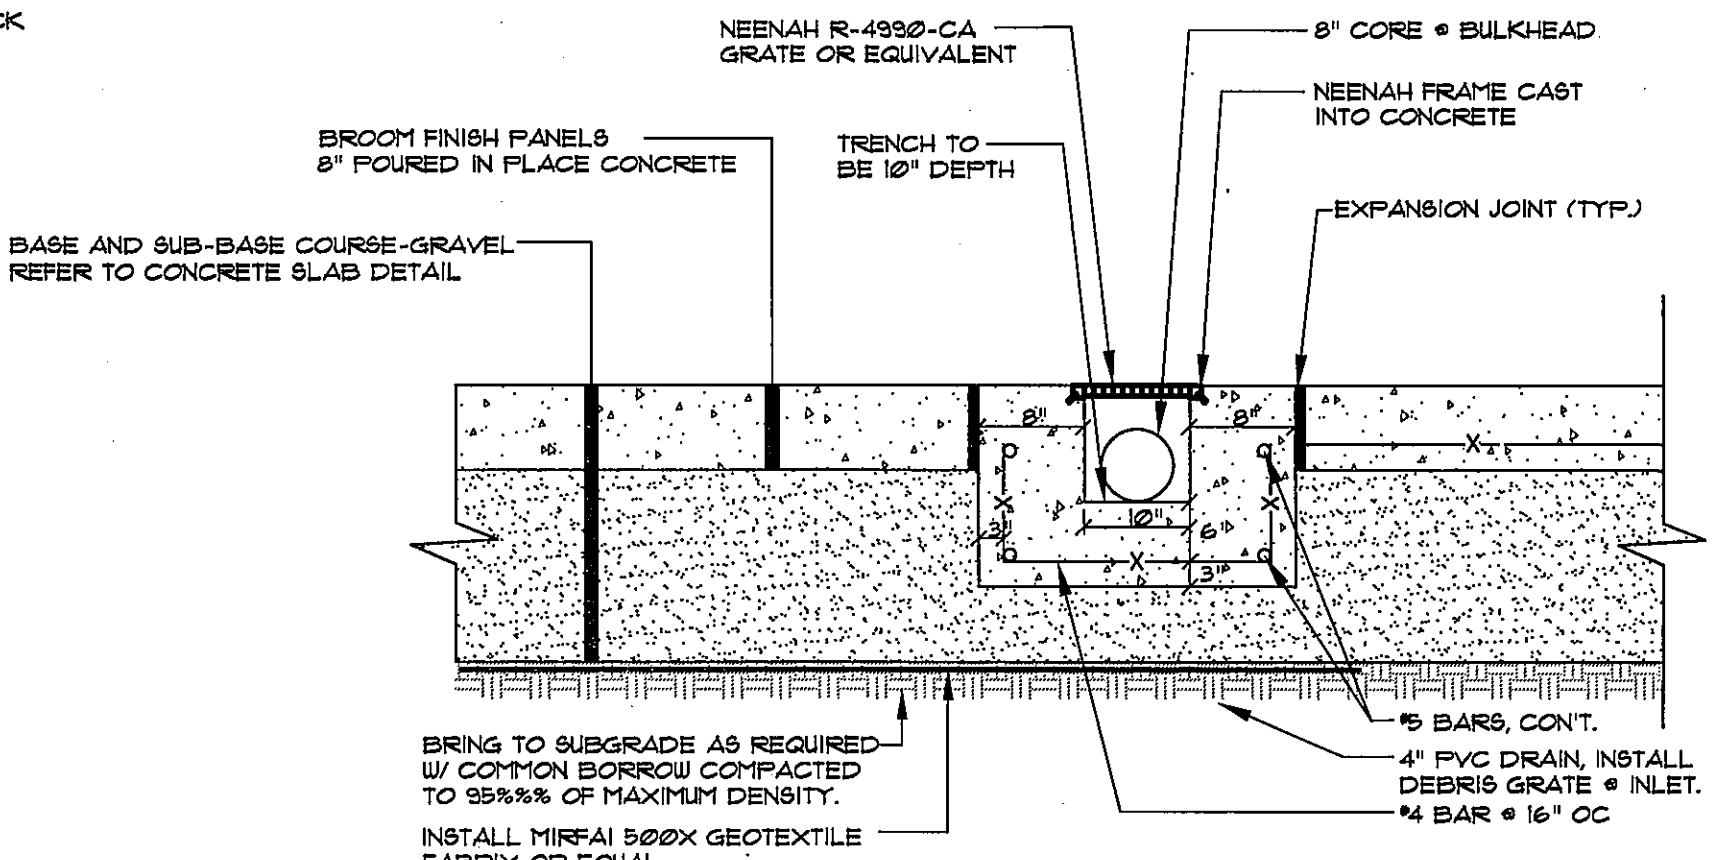 CK
NEENAH R-4990-CA
GRATE OR EQUIVALENT
8" CORE @ BULKHEAD
NEENAH FRAME CAST
INTO CONCRETE
BROOM FINISH PANELS
8" POURED IN PLACE CONCRETE
TRENCH TO
BE 10" DEPTH
EXPANSION JOINT (TYP.)
BASE AND SUB-BASE COURSE-GRAVEL
REFER TO CONCRETE SLAB DETAIL
8"
8"
X
X
X
10"
3"
6"
X
3"
#5 BARS, CON'T.
BRING TO SUBGRADE AS REQUIRED
W/ COMMON BORROW COMPACTED
TO 95%%% OF MAXIMUM DENSITY.
4" PVC DRAIN, INSTALL
DEBRIS GRATE @ INLET.
#4 BAR @ 16" OC
INSTALL MIRFAI 500X GEOTEXTILE
FABRIX OR EQUAL